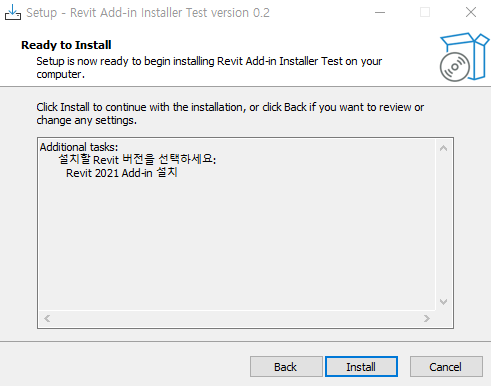 Setup - Revit Add-in Installer Test version 0.2
Ready to Install
Setup is now ready to begin installing Revit Add-in Installer Test on your
computer.
Click Install to continue with the installation, or click Back if you want to review or
change any settings.
Additional tasks:
설치할 Revit 버전을 선택하세요:
Revit 2021 Add-in 설치
Back
Install
Cancel